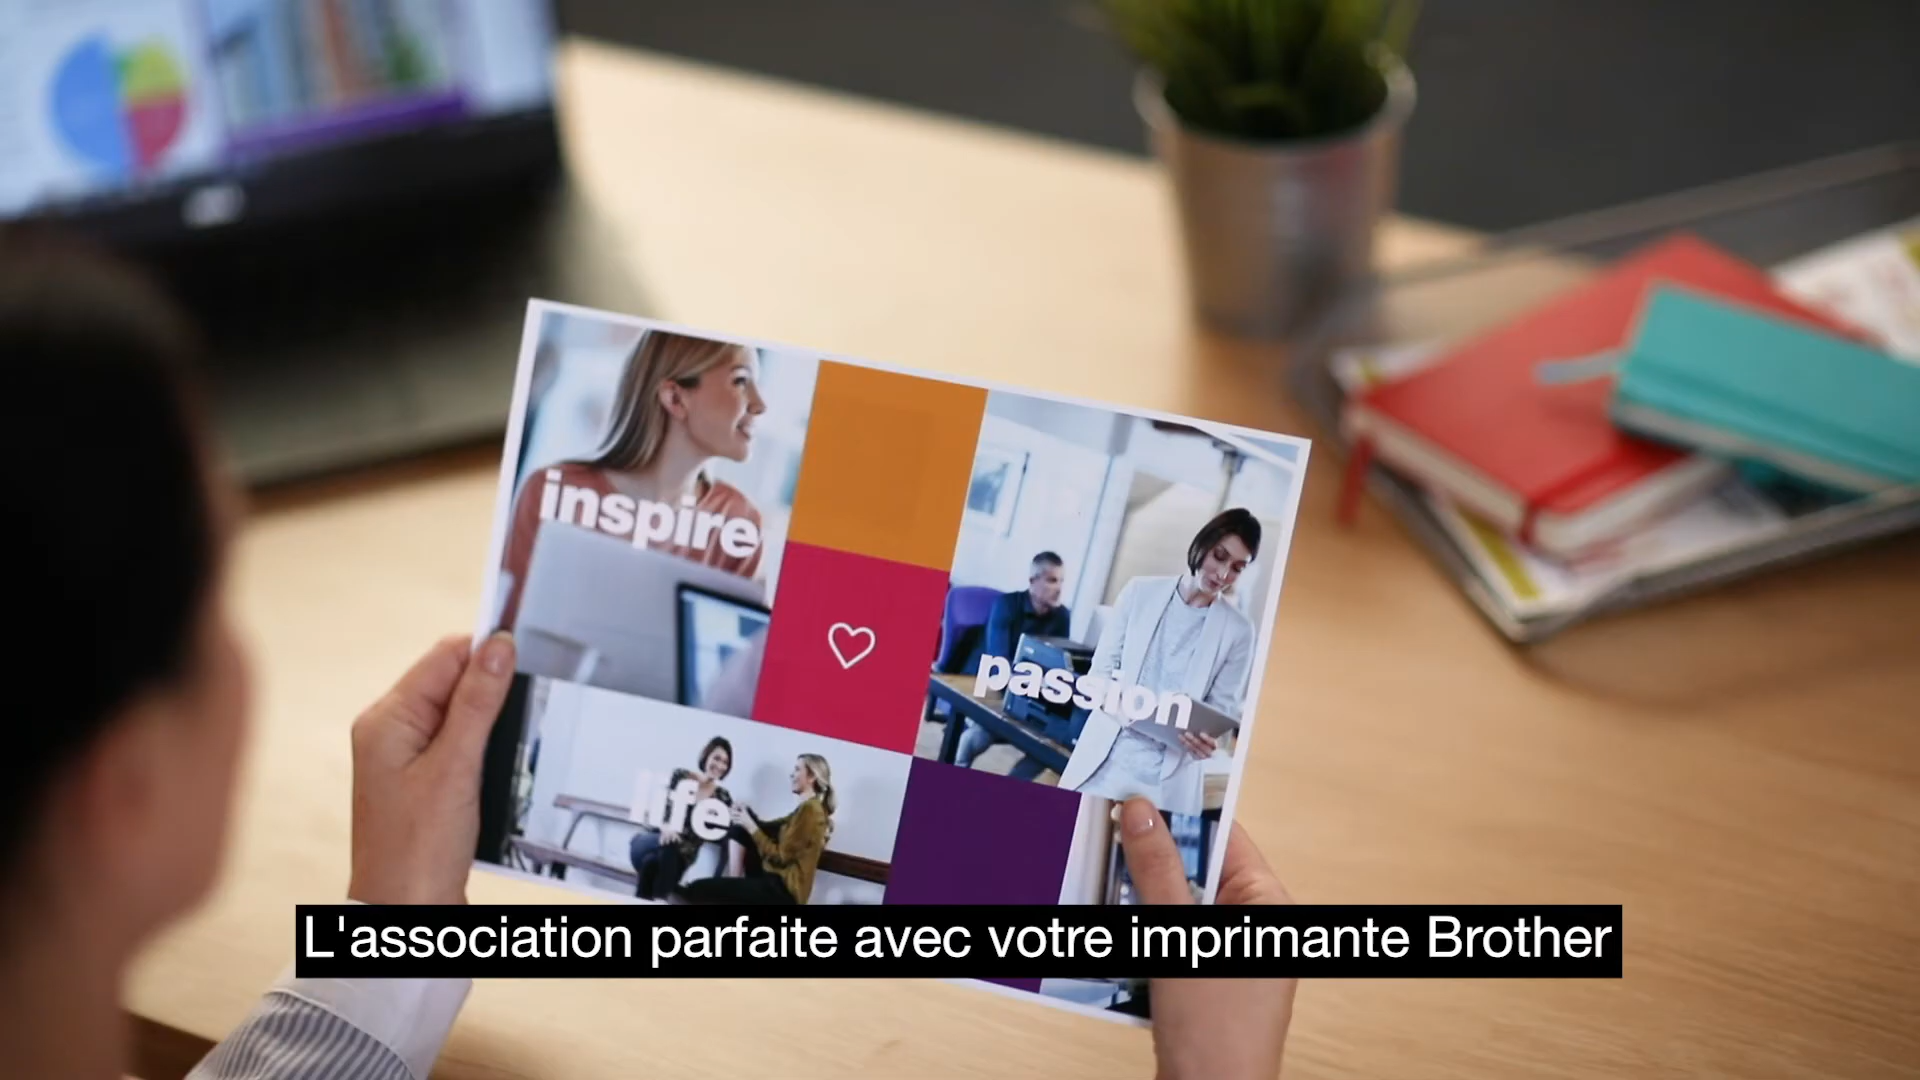 inspire
passion
life
L'association parfaite avec votre imprimante Brother